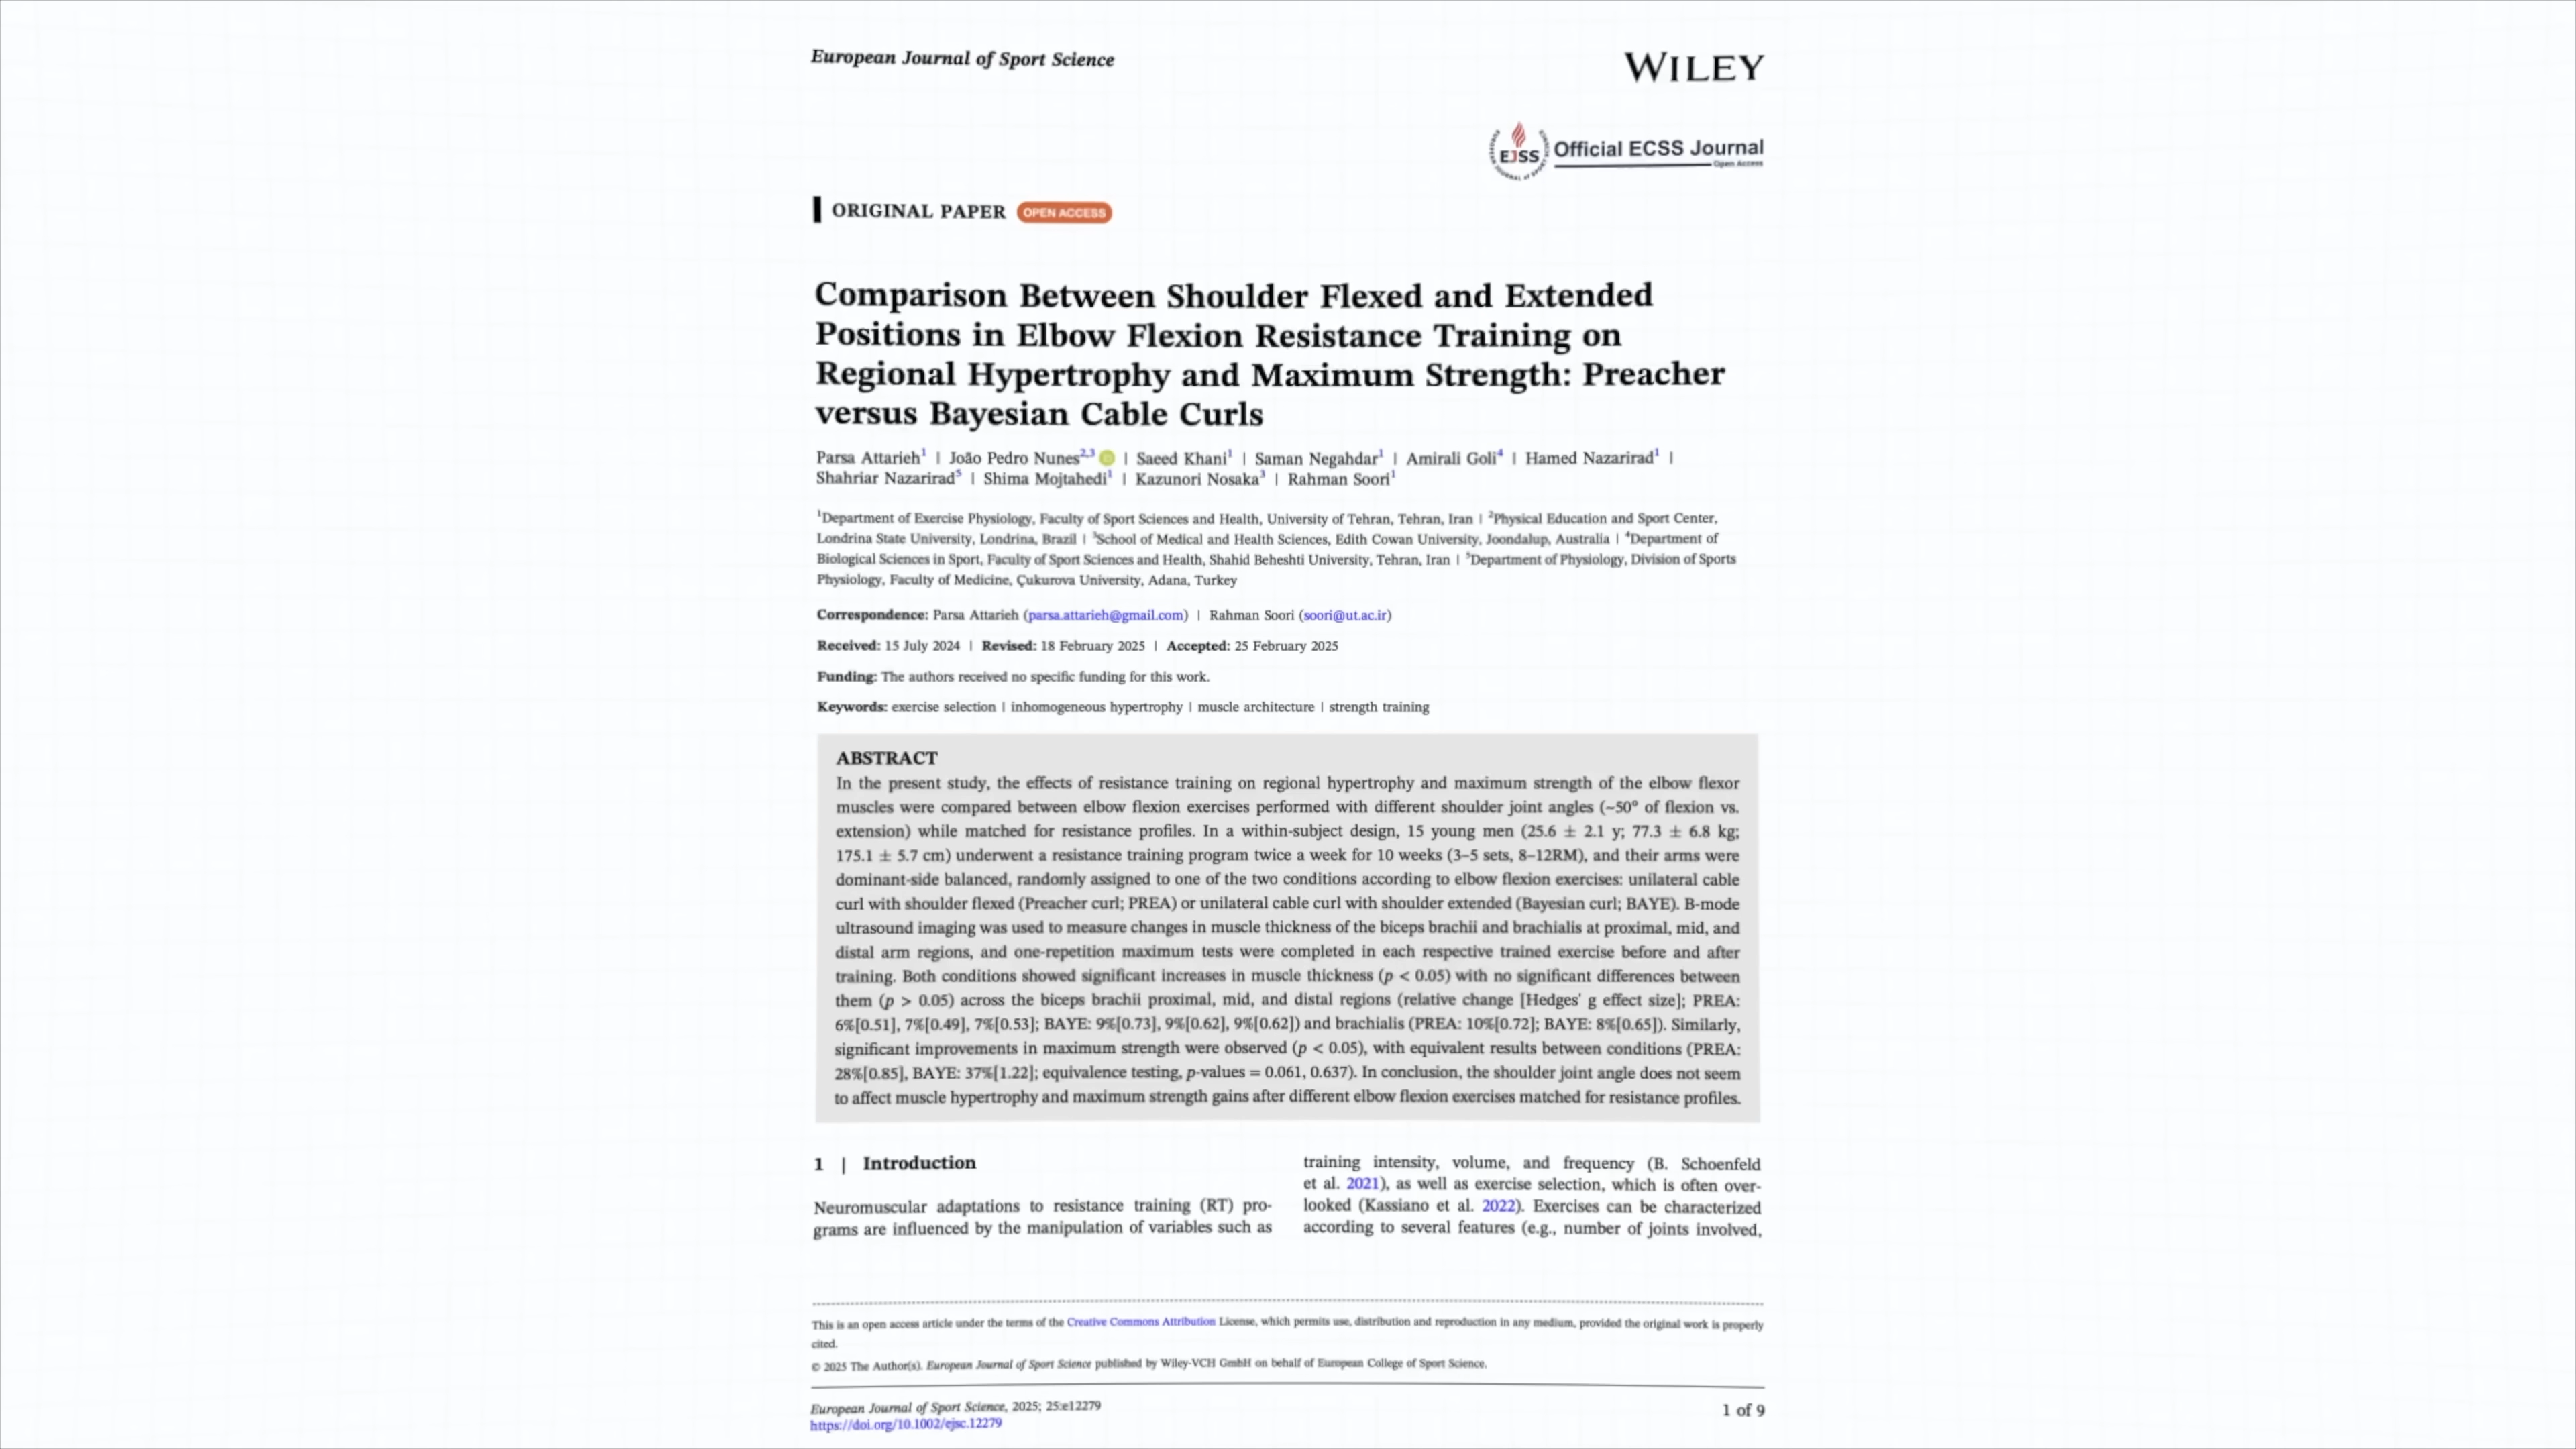 European Journal of Sport Science
WILEY
EJSS
Official ECSS Journal
Open Access
ORIGINAL PAPER OPEN ACCESS
Comparison Between Shoulder Flexed and Extended
Positions in Elbow Flexion Resistance Training on
Regional Hypertrophy and Maximum Strength: Preacher
versus Bayesian Cable Curls
Parsa Attarieh1 | João Pedro Nunes2,3 | Saeed Khani1 | Saman Negahdar1 | Amirali Goli4 | Hamed Nazarirad1 |
Shahriar Nazarirad5 | Shima Mojtahedi1 | Kazunori Nosaka3 | Rahman Soori1
1Department of Exercise Physiology, Faculty of Sport Sciences and Health, University of Tehran, Tehran, Iran | 2Physical Education and Sport Center,
Londrina State University, Londrina, Brazil | 3School of Medical and Health Sciences, Edith Cowan University, Joondalup, Australia | 4Department of
Biological Sciences in Sport, Faculty of Sport Sciences and Health, Shahid Beheshti University, Tehran, Iran | 5Department of Physiology, Division of Sports
Physiology, Faculty of Medicine, Çukurova University, Adana, Turkey
Correspondence: Parsa Attarieh (parsa.attarieh@gmail.com) | Rahman Soori (soori@ut.ac.ir)
Received: 15 July 2024 | Revised: 18 February 2025 | Accepted: 25 February 2025
Funding: The authors received no specific funding for this work.
Keywords: exercise selection | inhomogeneous hypertrophy | muscle architecture | strength training
ABSTRACT
In the present study, the effects of resistance training on regional hypertrophy and maximum strength of the elbow flexor
muscles were compared between elbow flexion exercises performed with different shoulder joint angles (~50° of flexion vs.
extension) while matched for resistance profiles. In a within-subject design, 15 young men (25.6 ± 2.1 y; 77.3 ± 6.8 kg;
175.1 ± 5.7 cm) underwent a resistance training program twice a week for 10 weeks (3–5 sets, 8–12RM), and their arms were
dominant-side balanced, randomly assigned to one of the two conditions according to elbow flexion exercises: unilateral cable
curl with shoulder flexed (Preacher curl; PREA) or unilateral cable curl with shoulder extended (Bayesian curl; BAYE). B-mode
ultrasound imaging was used to measure changes in muscle thickness of the biceps brachii and brachialis at proximal, mid, and
distal arm regions, and one-repetition maximum tests were completed in each respective trained exercise before and after
training. Both conditions showed significant increases in muscle thickness (p < 0.05) with no significant differences between
them (p > 0.05) across the biceps brachii proximal, mid, and distal regions (relative change [Hedges' g effect size]; PREA:
6%[0.51], 7%[0.49], 7%[0.53]; BAYE: 9%[0.73], 9%[0.62], 9%[0.62]) and brachialis (PREA: 10%[0.72]; BAYE: 8%[0.65]). Similarly,
significant improvements in maximum strength were observed (p < 0.05), with equivalent results between conditions (PREA:
28%[0.85], BAYE: 37%[1.22]; equivalence testing, p-values = 0.061, 0.637). In conclusion, the shoulder joint angle does not seem
to affect muscle hypertrophy and maximum strength gains after different elbow flexion exercises matched for resistance profiles.
1 | Introduction
Neuromuscular adaptations to resistance training (RT) pro-
grams are influenced by the manipulation of variables such as
training intensity, volume, and frequency (B. Schoenfeld
et al. 2021), as well as exercise selection, which is often over-
looked (Kassiano et al. 2022). Exercises can be characterized
according to several features (e.g., number of joints involved,
This is an open access article under the terms of the Creative Commons Attribution License, which permits use, distribution and reproduction in any medium, provided the original work is properly
cited.
© 2025 The Author(s). European Journal of Sport Science published by Wiley-VCH GmbH on behalf of European College of Sport Science.
European Journal of Sport Science, 2025; 25:e12279
https://doi.org/10.1002/ejsc.12279
1 of 9